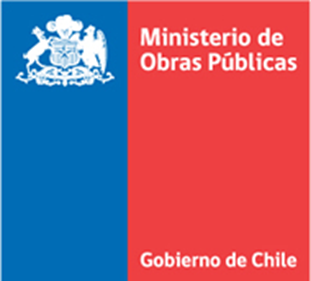 Ministerio de
Obras Públicas
Gobierno de Chile